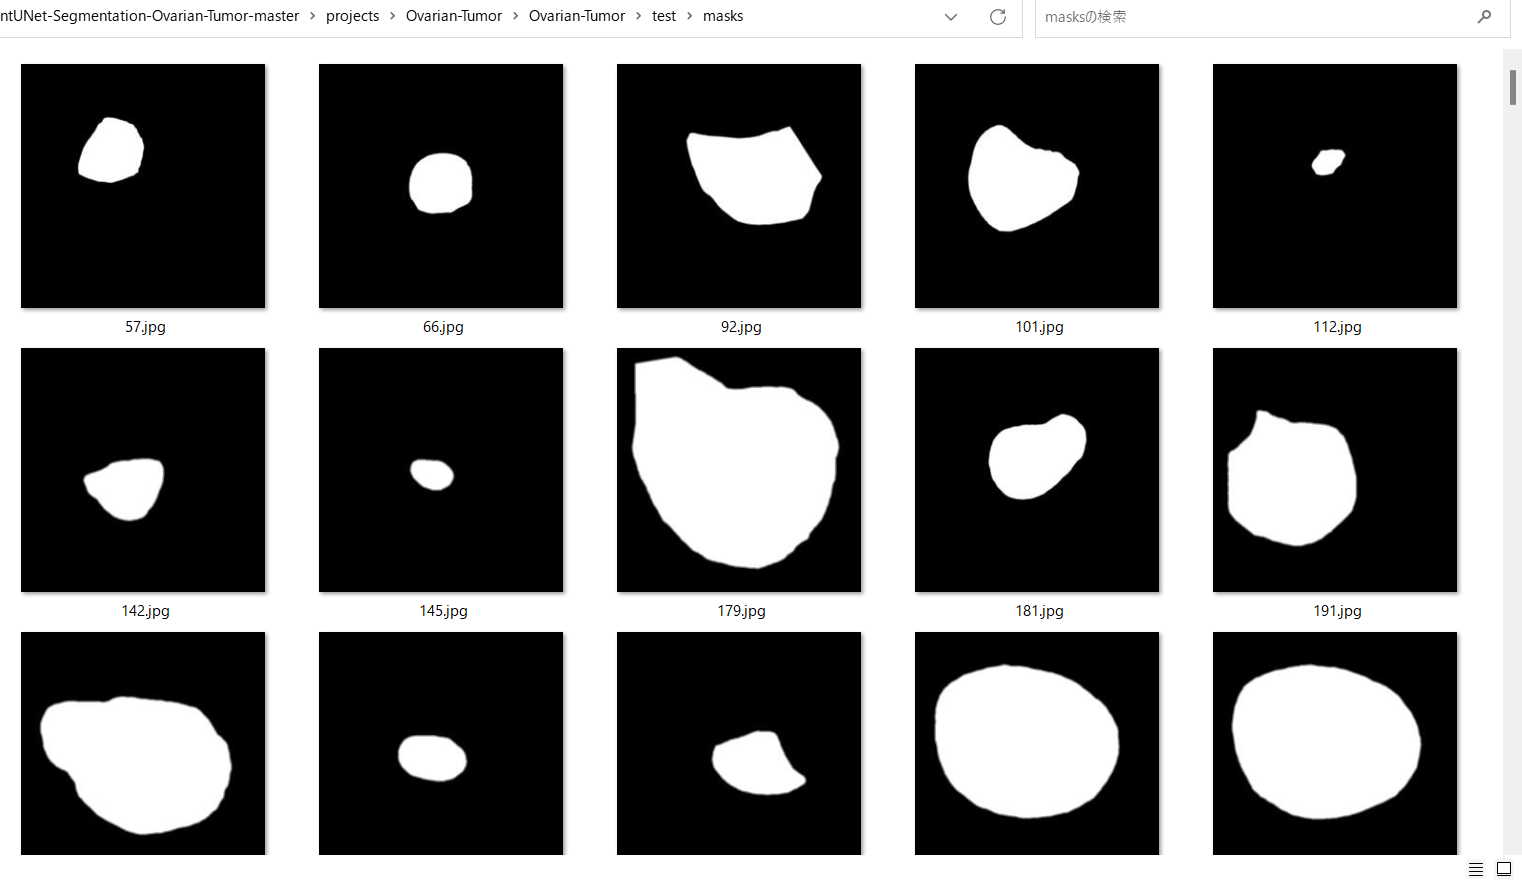 ntUNet-Segmentation-Ovarian-Tumor-master > projects > Ovarian-Tumor > Ovarian-Tumor > test > masks
masksの検索
57.jpg
66.jpg
92.jpg
101.jpg
112.jpg
142.jpg
145.jpg
179.jpg
181.jpg
191.jpg